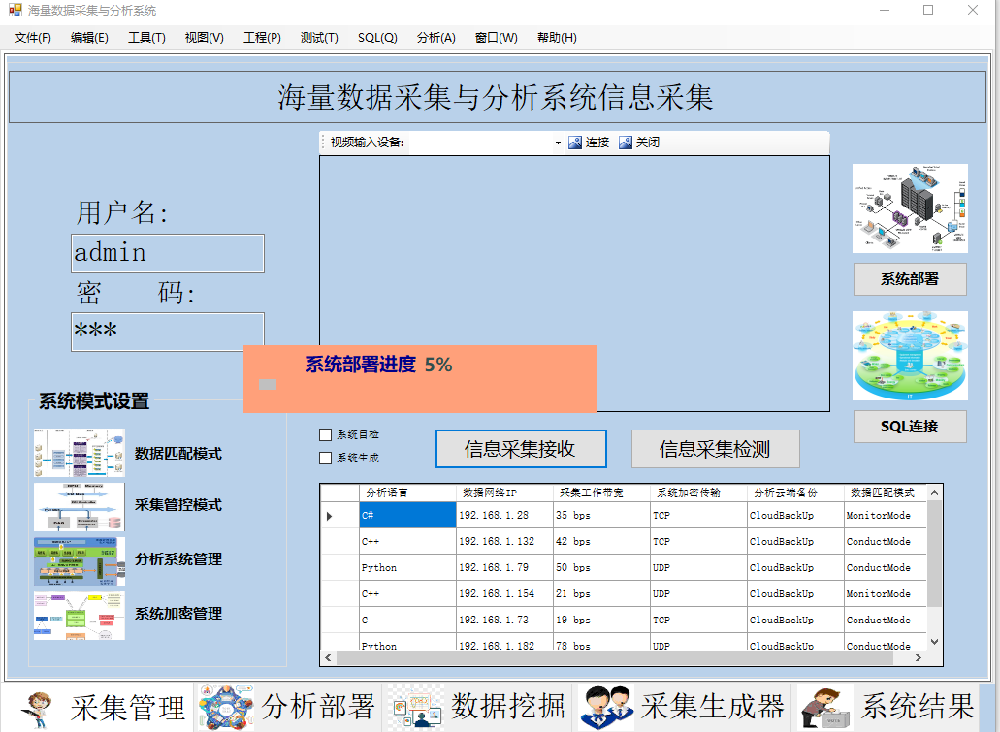 海量数据采集与分析系统
文件(F) 编辑(E) 工具(T) 视图(V) 工程(P) 测试(T) SQL(Q) 分析(A) 窗口(W) 帮助(H)
海量数据采集与分析系统信息采集
视频输入设备: 连接 关闭
用户名:
admin
密 码:
***
系统部署
系统部署进度 5%
SQL连接
系统模式设置
数据匹配模式
采集管控模式
分析系统管理
系统加密管理
系统自检
系统生成
信息采集接收 信息采集检测
分析语言 数据网络IP 采集工作带宽 系统加密传输 分析云端备份 数据匹配模式
C# 192.168.1.28 35 bps TCP CloudBackUp MonitorMode
C++ 192.168.1.132 42 bps TCP CloudBackUp ConductMode
Python 192.168.1.79 50 bps UDP CloudBackUp ConductMode
C++ 192.168.1.154 21 bps UDP CloudBackUp MonitorMode
C 192.168.1.73 19 bps TCP CloudBackUp ConductMode
Python 192.168.1.182 78 bps UDP CloudBackUp ConductMode
采集管理 分析部署 数据挖掘 采集生成器 系统结果